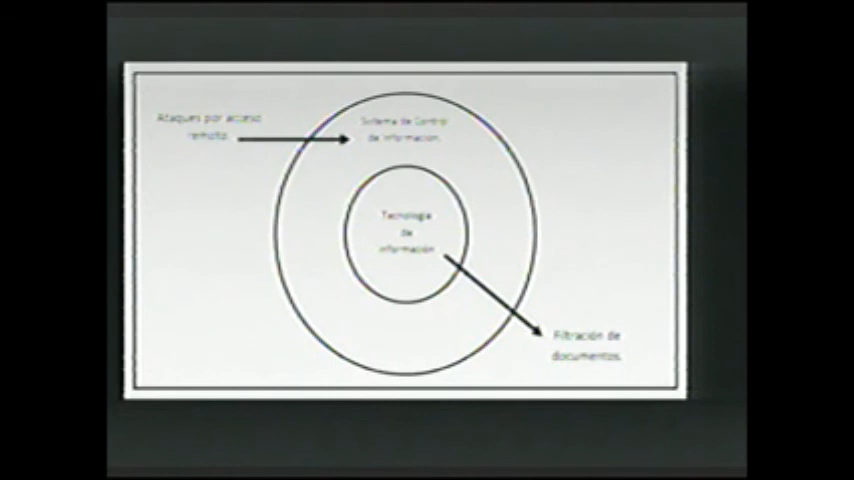 Ataques por acceso
remoto.
Sistema de Control
de Información.
Tecnología
de
información
Filtración de
documentos.